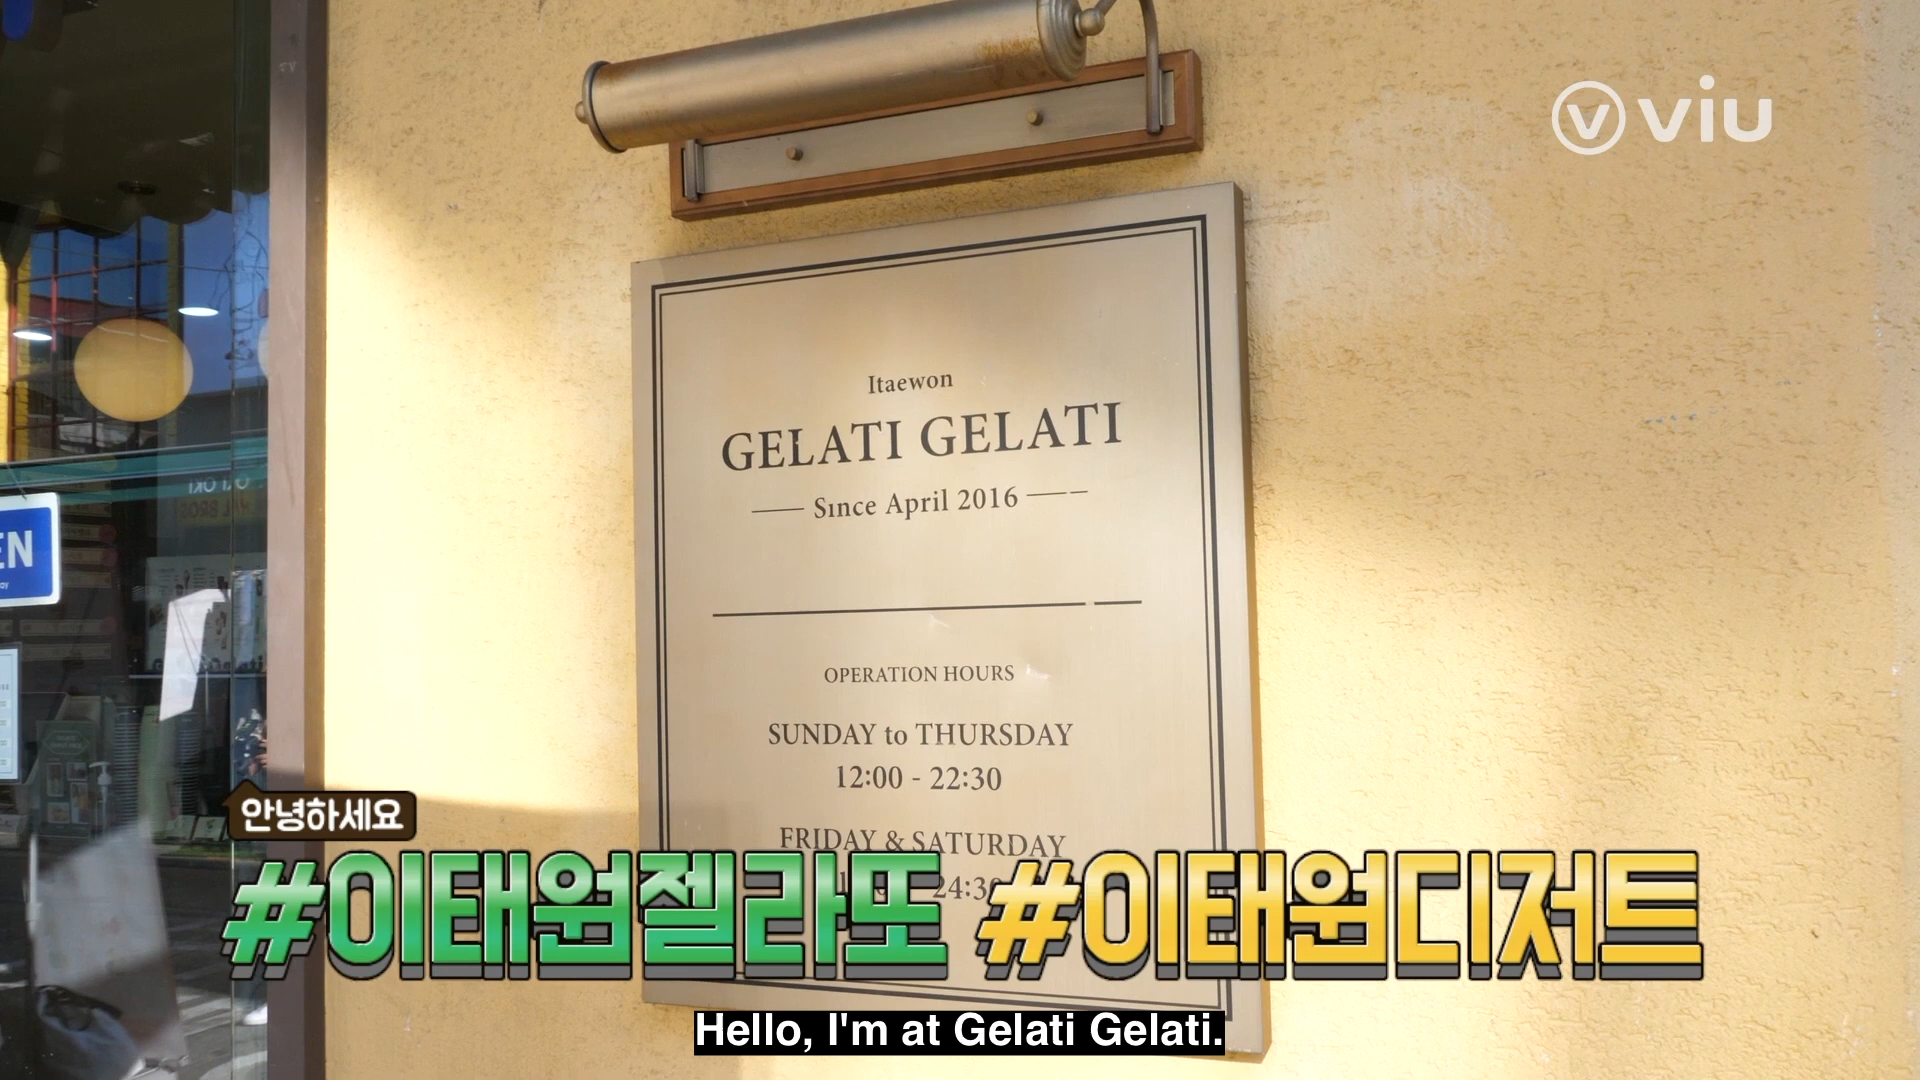 viu
Itaewon
GELATI GELATI
Since April 2016
OPERATION HOURS
SUNDAY to THURSDAY
12:00 - 22:30
FRIDAY & SATURDAY
24:30
안녕하세요
#이태원젤라또 #이태원디저트
Hello, I'm at Gelati Gelati.